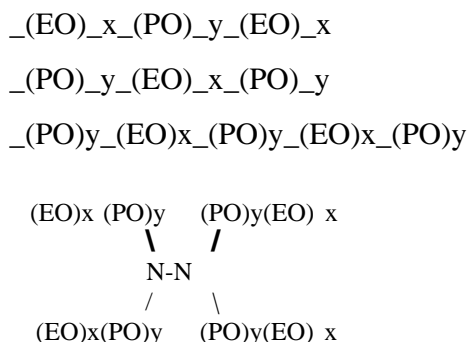 _(EO)_x_(PO)_y_(EO)_x
_(PO)_y_(EO)_x_(PO)_y
_(PO)y_(EO)x_(PO)y_(EO)x_(PO)y
(EO)x (PO)y (PO)y(EO) x
\ /
N-N
/ \
(EO)x(PO)y (PO)y(EO) x